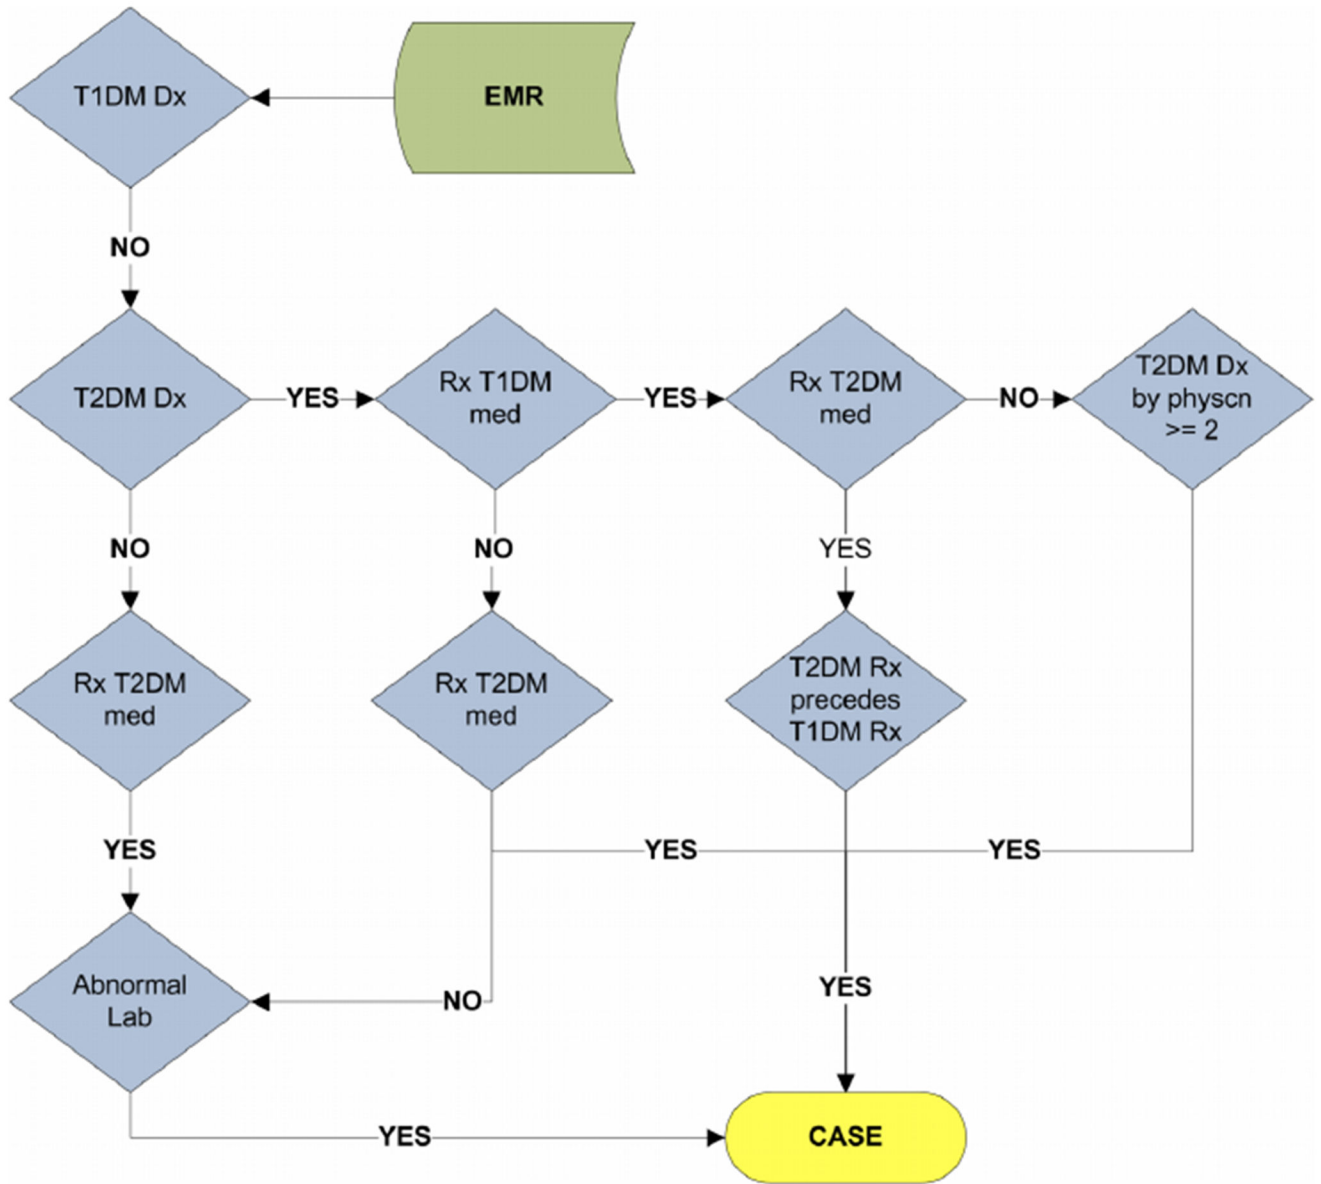 T1DM Dx
EMR
NO
T2DM Dx
YES
Rx T1DM
med
YES
Rx T2DM
med
NO
T2DM Dx
by physcn
>= 2
NO
NO
YES
Rx T2DM
med
Rx T2DM
med
T2DM Rx
precedes
T1DM Rx
YES
YES
YES
Abnormal
Lab
NO
YES
YES
CASE